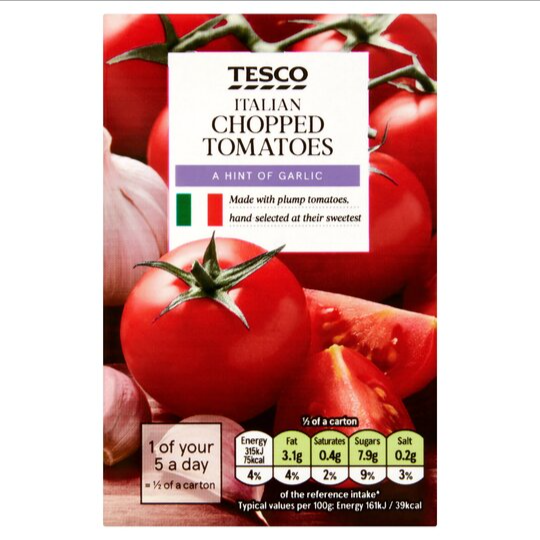 TESCO
ITALIAN
CHOPPED
TOMATOES
A HINT OF GARLIC
Made with plump tomatoes,
hand selected at their sweetest
1 of your
5 a day
= ½ of a carton
½ of a carton
Energy Fat Saturates Sugars Salt
315kJ
75kcal 3.1g 0.4g 7.9g 0.2g
4% 4% 2% 9% 3%
of the reference intake*
Typical values per 100g: Energy 161kJ / 39kcal